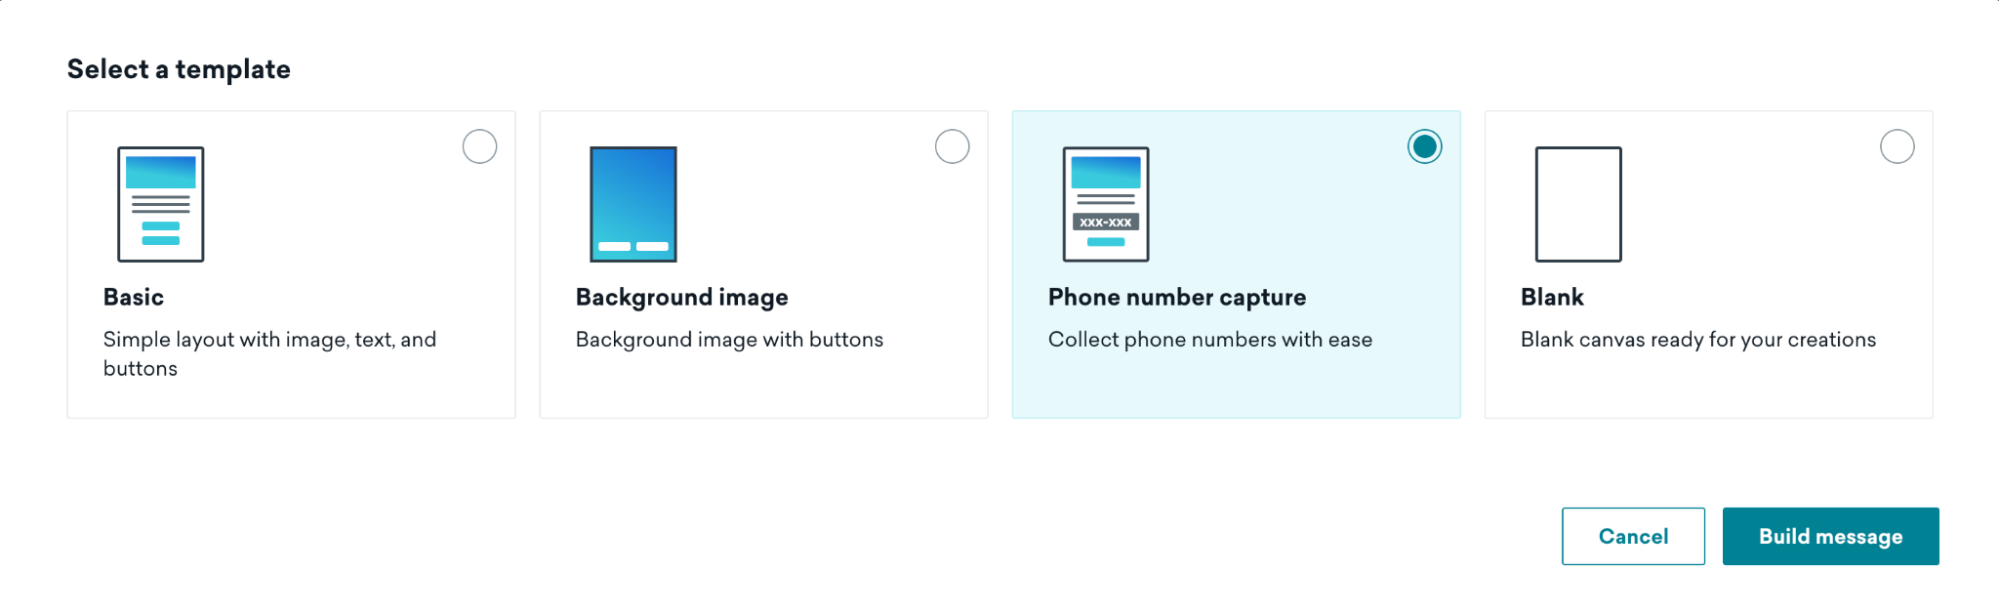 Select a template
Basic
Simple layout with image, text, and
buttons
Background image
Background image with buttons
xxx-xxx
Phone number capture
Collect phone numbers with ease
Blank
Blank canvas ready for your creations
Cancel
Build message